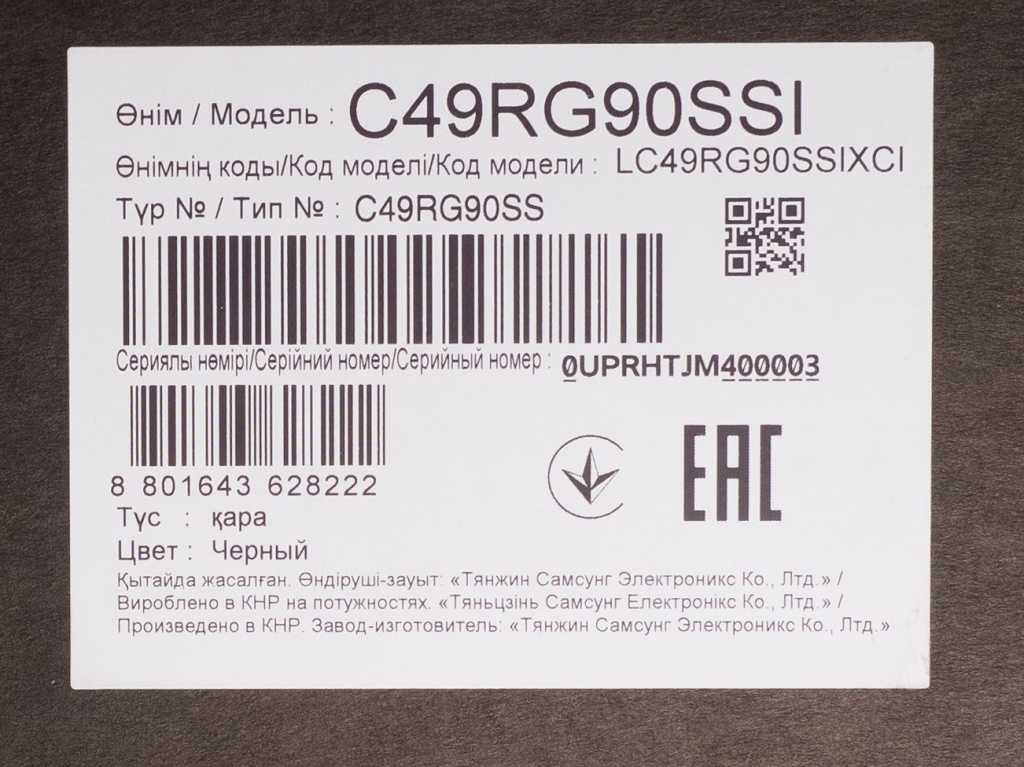 Өнім / Модель : C49RG90SSI
Өнімнің коды/Код моделі/Код модели : LC49RG90SSIXCI
Түр № / Тип № : C49RG90SS
Сериялы нөмірі/Серійний номер/Серийный номер : 0UPRHTJM400003
8 801643 628222
EAC
Түс : қара
Цвет : Черный
Қытайда жасалған. Өндіруші-зауыт: «Тянжин Самсунг Электроникс Ко., Лтд.» /
Вироблено в КНР на потужностях. «Тяньцзінь Самсунг Електронікс Ко., Лтд.» /
Произведено в КНР. Завод-изготовитель: «Тянжин Самсунг Электроникс Ко., Лтд.»